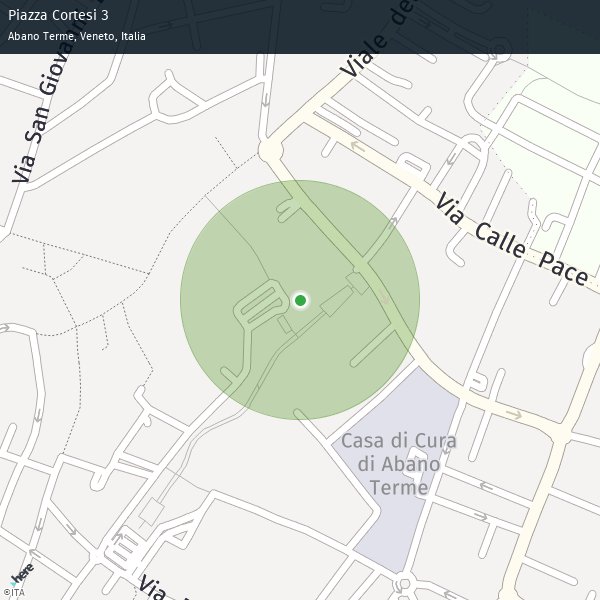 Piazza Cortesi 3
Abano Terme, Veneto, Italia
Via San Giovanni
Viale de
Via Calle Pace
Casa di Cura
di Abano
Terme
Via
here
©ITA